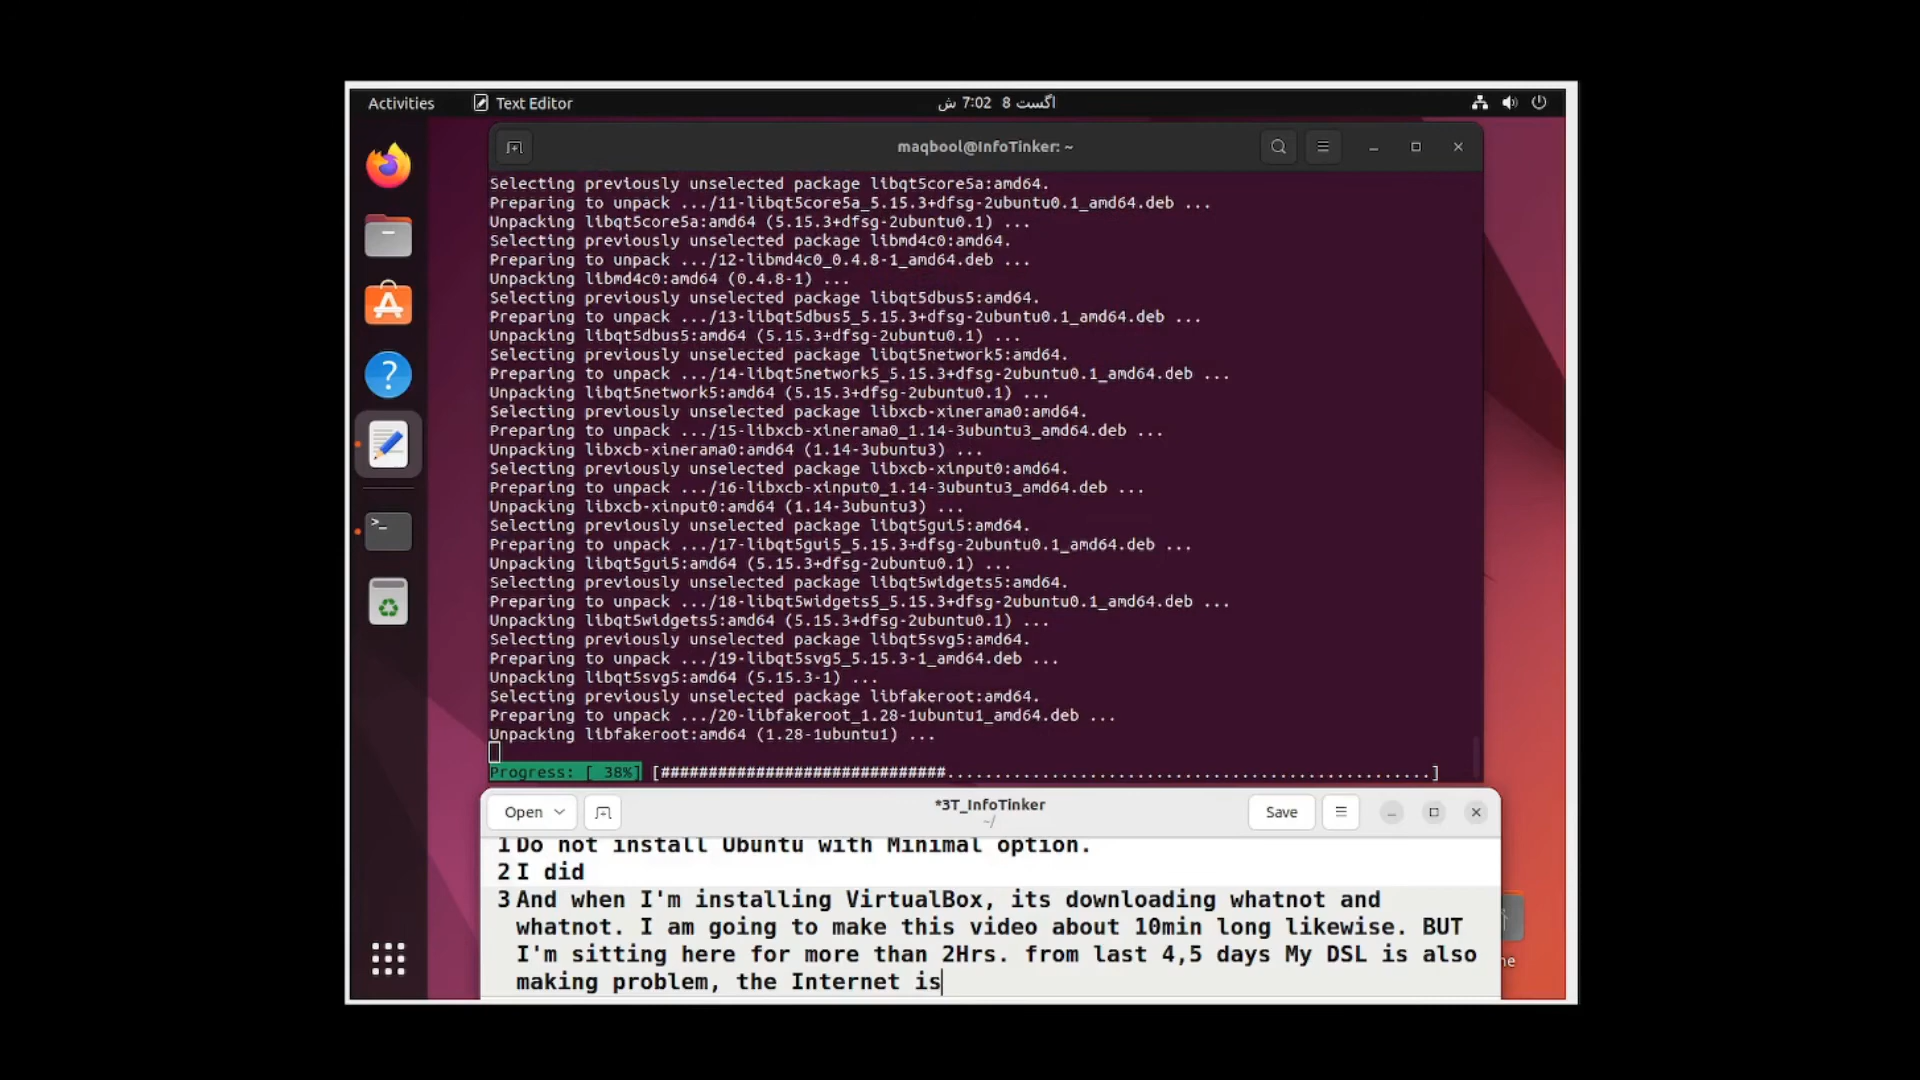 Activities
Text Editor
اگست 8 7:02 ش
maqbool@InfoTinker: ~
Selecting previously unselected package libqt5core5a:amd64.
Preparing to unpack .../11-libqt5core5a_5.15.3+dfsg-2ubuntu0.1_amd64.deb ...
Unpacking libqt5core5a:amd64 (5.15.3+dfsg-2ubuntu0.1) ...
Selecting previously unselected package libmd4c0:amd64.
Preparing to unpack .../12-libmd4c0_0.4.8-1_amd64.deb ...
Unpacking libmd4c0:amd64 (0.4.8-1) ...
Selecting previously unselected package libqt5dbus5:amd64.
Preparing to unpack .../13-libqt5dbus5_5.15.3+dfsg-2ubuntu0.1_amd64.deb ...
Unpacking libqt5dbus5:amd64 (5.15.3+dfsg-2ubuntu0.1) ...
Selecting previously unselected package libqt5network5:amd64.
Preparing to unpack .../14-libqt5network5_5.15.3+dfsg-2ubuntu0.1_amd64.deb ...
Unpacking libqt5network5:amd64 (5.15.3+dfsg-2ubuntu0.1) ...
Selecting previously unselected package libxcb-xinerama0:amd64.
Preparing to unpack .../15-libxcb-xinerama0_1.14-3ubuntu3_amd64.deb ...
Unpacking libxcb-xinerama0:amd64 (1.14-3ubuntu3) ...
Selecting previously unselected package libxcb-xinput0:amd64.
Preparing to unpack .../16-libxcb-xinput0_1.14-3ubuntu3_amd64.deb ...
Unpacking libxcb-xinput0:amd64 (1.14-3ubuntu3) ...
Selecting previously unselected package libqt5gui5:amd64.
Preparing to unpack .../17-libqt5gui5_5.15.3+dfsg-2ubuntu0.1_amd64.deb ...
Unpacking libqt5gui5:amd64 (5.15.3+dfsg-2ubuntu0.1) ...
Selecting previously unselected package libqt5widgets5:amd64.
Preparing to unpack .../18-libqt5widgets5_5.15.3+dfsg-2ubuntu0.1_amd64.deb ...
Unpacking libqt5widgets5:amd64 (5.15.3+dfsg-2ubuntu0.1) ...
Selecting previously unselected package libqt5svg5:amd64.
Preparing to unpack .../19-libqt5svg5_5.15.3-1_amd64.deb ...
Unpacking libqt5svg5:amd64 (5.15.3-1) ...
Selecting previously unselected package libfakeroot:amd64.
Preparing to unpack .../20-libfakeroot_1.28-1ubuntu1_amd64.deb ...
Unpacking libfakeroot:amd64 (1.28-1ubuntu1) ...
Progress: [ 38%] [##############################...................................................]
Open
*3T_InfoTinker
~/
Save
1 Do not install Ubuntu with Minimal option.
2 I did
3 And when I'm installing VirtualBox, its downloading whatnot and
whatnot. I am going to make this video about 10min long likewise. BUT
I'm sitting here for more than 2Hrs. from last 4,5 days My DSL is also
making problem, the Internet is